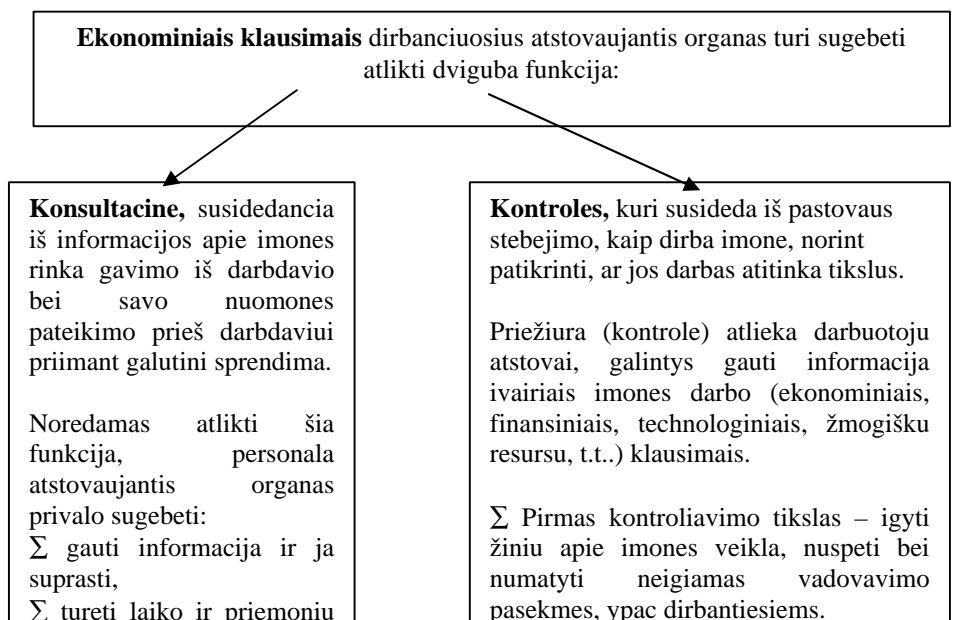 Ekonominiais klausimais dirbanciuosius atstovaujantis organas turi sugebeti
atlikti dviguba funkcija:
Konsultacine, susidedancia
iš informacijos apie imones
rinka gavimo iš darbdavio
bei savo nuomones
pateikimo prieš darbdaviui
priimant galutini sprendima.
Noredamas atlikti šia
funkcija, personala
atstovaujantis organas
privalo sugebeti:
∑ gauti informacija ir ja
suprasti,
∑ tureti laiko ir priemoniu
Kontroles, kuri susideda iš pastovaus
stebejimo, kaip dirba imone, norint
patikrinti, ar jos darbas atitinka tikslus.
Priežiura (kontrole) atlieka darbuotoju
atstovai, galintys gauti informacija
ivairiais imones darbo (ekonominiais,
finansiniais, technologiniais, žmogišku
resursu, t.t..) klausimais.
∑ Pirmas kontroliavimo tikslas – igyti
žiniu apie imones veikla, nuspeti bei
numatyti neigiamas vadovavimo
pasekmes, ypac dirbantiesiems.